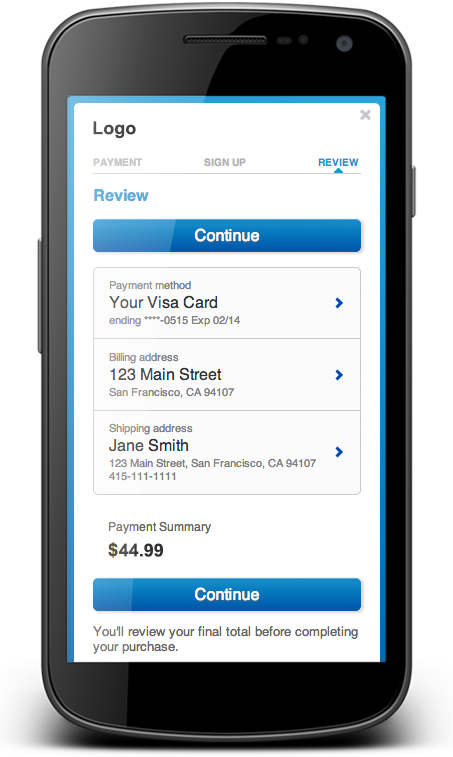 Logo
PAYMENT SIGN UP REVIEW
Review
Continue
Payment method
Your Visa Card
ending ****-0515 Exp 02/14
Billing address
123 Main Street
San Francisco, CA 94107
Shipping address
Jane Smith
123 Main Street, San Francisco, CA 94107
415-111-1111
Payment Summary
$44.99
Continue
You'll review your final total before completing
your purchase.